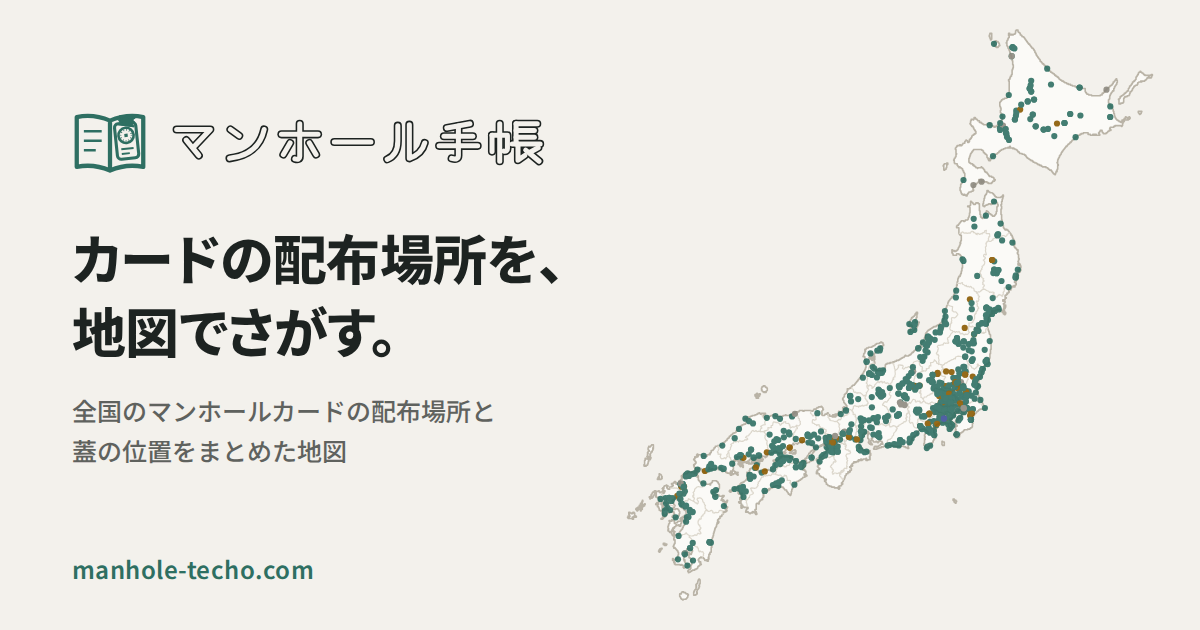 マンホール手帳
カードの配布場所を、
地図でさがす。
全国のマンホールカードの配布場所と
蓋の位置をまとめた地図
manhole-techo.com